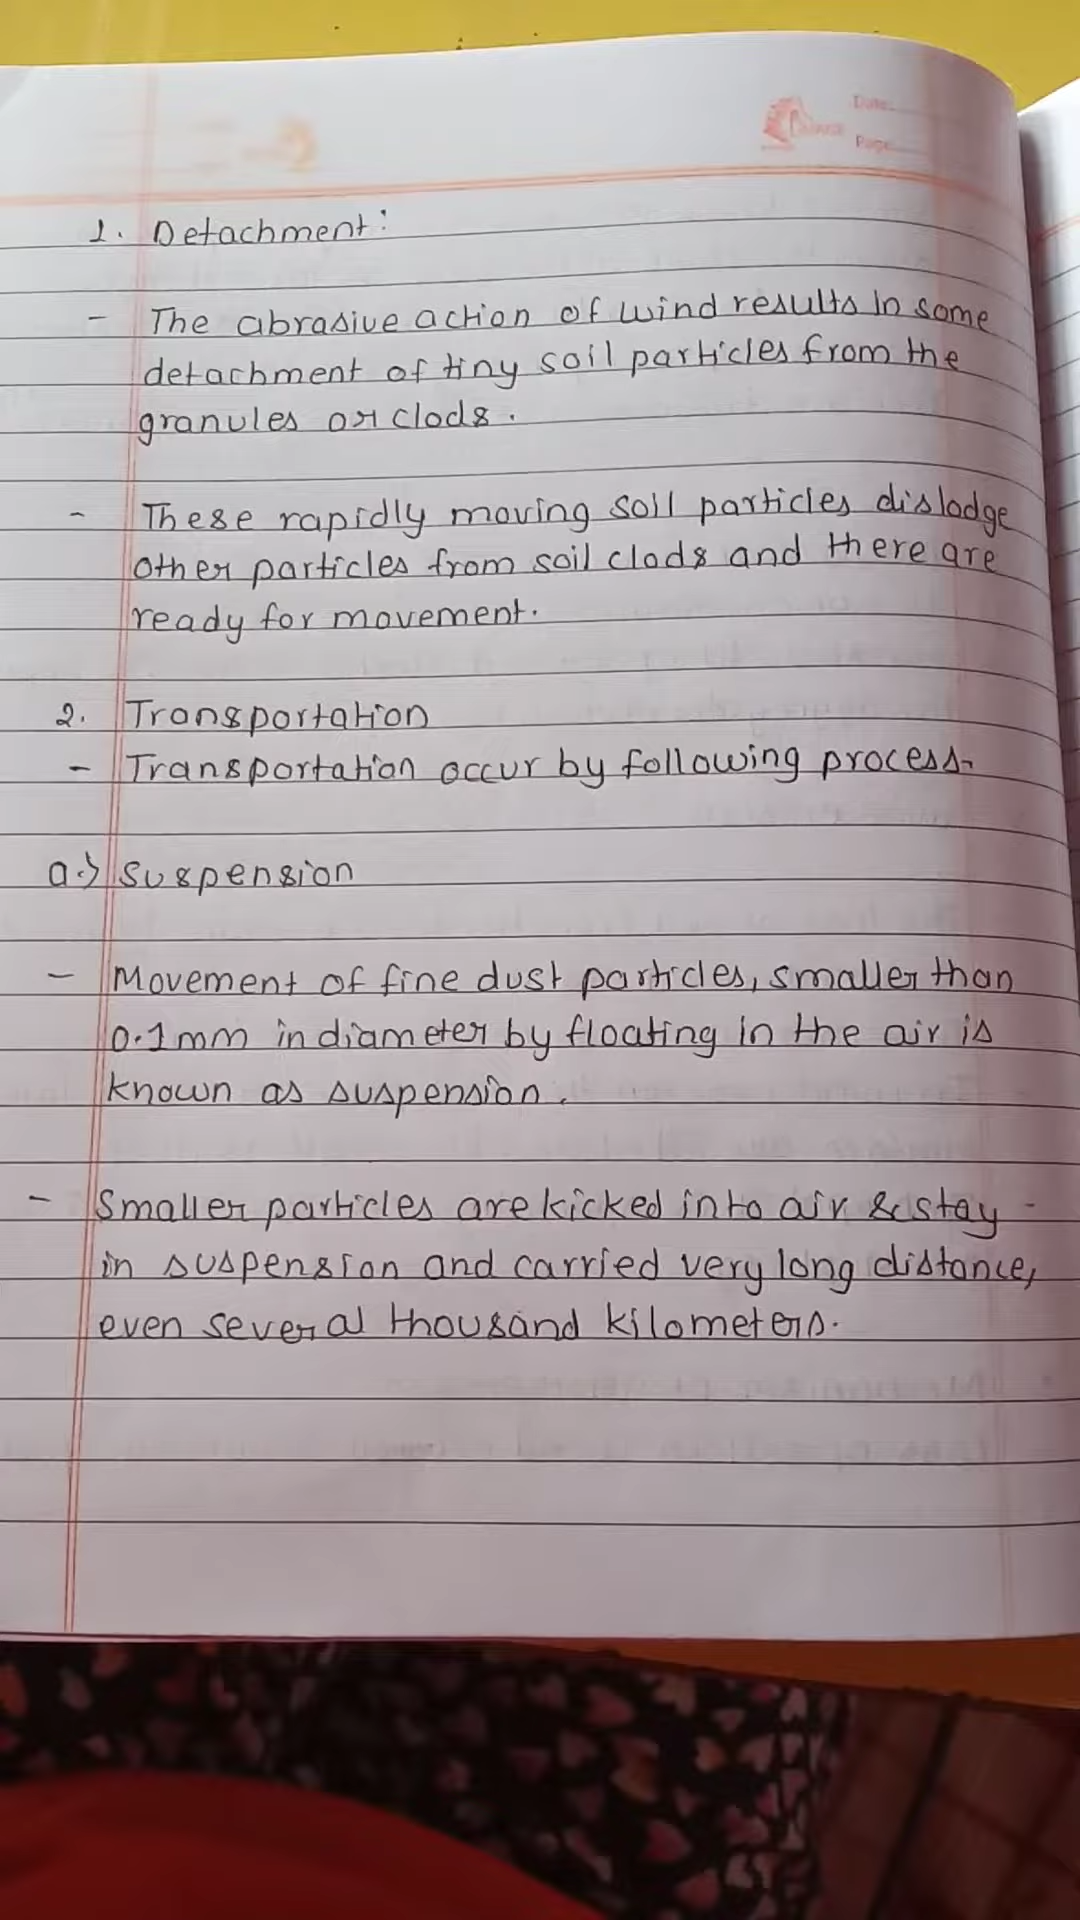 Date
Page
1. Detachment:
- The abrasive action of wind results in some
detachment of tiny soil particles from the
granules or clods.
- These rapidly moving soil particles dislodge
other particles from soil clods and there are
ready for movement.
2. Transportation
- Transportation occur by following process-
a.) Suspension
- Movement of fine dust particles, smaller than
0.1mm in diameter by floating in the air is
known as suspension.
- Smaller particles are kicked into air & stay -
in suspension and carried very long distance,
even several thousand kilometers.